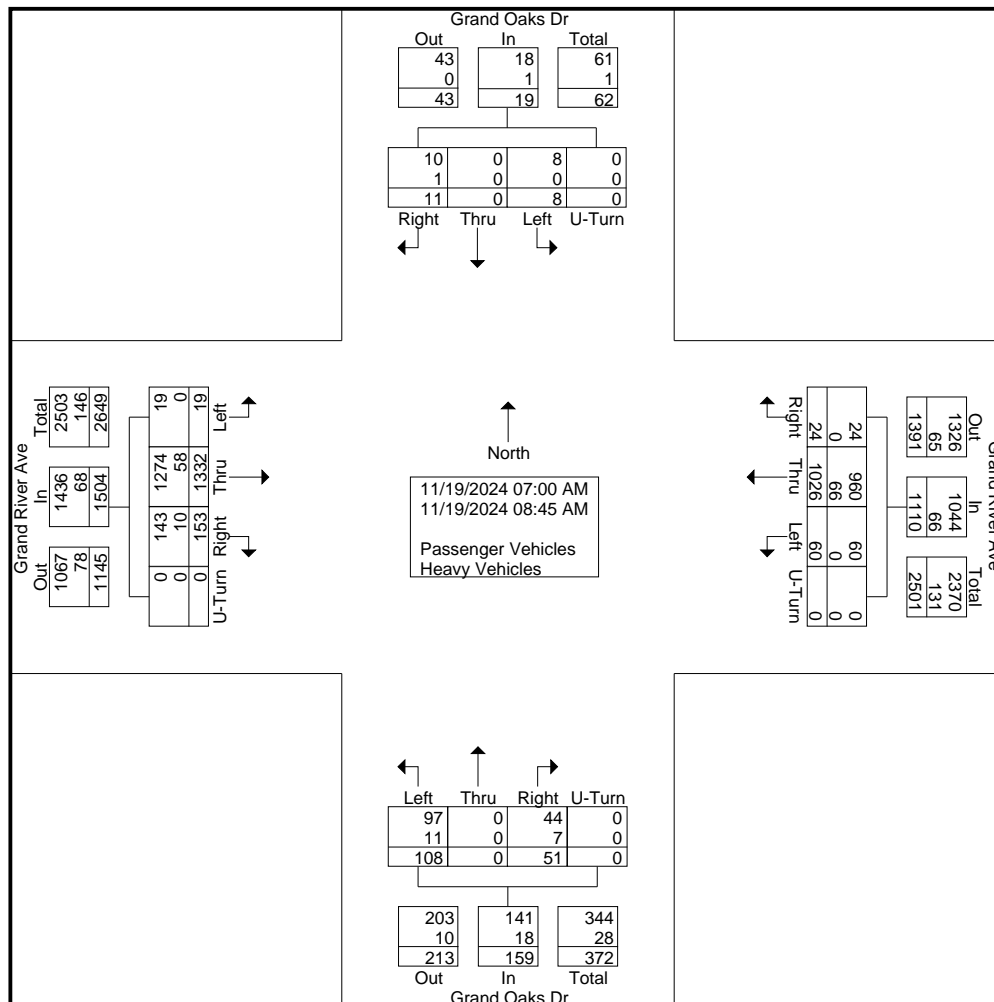 Grand Oaks Dr
Out In Total
43 18 61
0 1 1
43 19 62
10 0 8 0
1 0 0 0
11 0 8 0
Right Thru Left U-Turn
Grand River Ave
Total In Out
2503 1436 1067
146 68 78
2649 1504 1145
19 1274 143 0
0 58 10 0
19 1332 153 0
Left Thru Right U-Turn
North
11/19/2024 07:00 AM
11/19/2024 08:45 AM
Passenger Vehicles
Heavy Vehicles
Right Thru Left U-Turn
24 960 60 0
0 66 0 0
24 1026 60 0
Out In Total
1326 1044 2370
65 66 131
1391 1110 2501
Grand River Ave
Left Thru Right U-Turn
97 0 44 0
11 0 7 0
108 0 51 0
203 141 344
10 18 28
213 159 372
Out In Total
Grand Oaks Dr